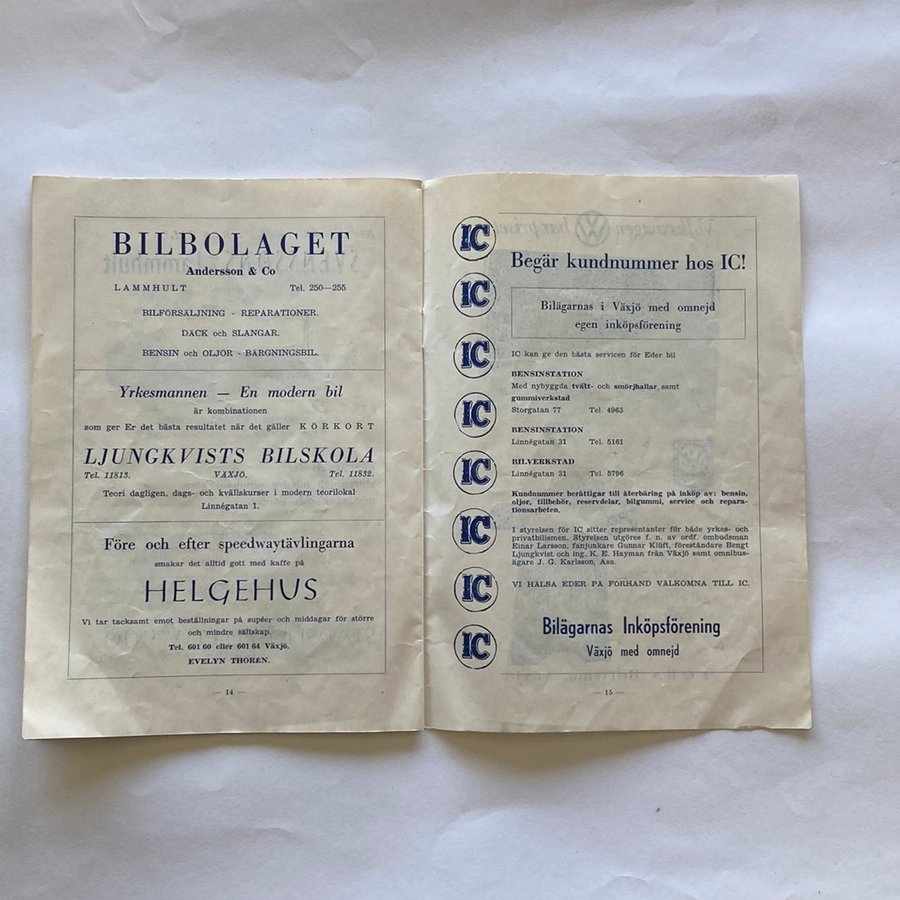 BILBOLAGET
Andersson & Co
LAMMHULT Tel. 250—255
BILFÖRSÄLJNING - REPARATIONER.
DÄCK och SLANGAR.
BENSIN och OLJOR - BÄRGNINGSBIL.
Yrkesmannen — En modern bil
är kombinationen
som ger Er det bästa resultatet när det gäller KÖRKORT
LJUNGKVISTS BILSKOLA
Tel. 11813. VÄXJÖ. Tel. 11832.
Teori dagligen, dags- och kvällskurser i modern teorilokal
Linnégatan 1.
Före och efter speedwaytävlingarna
smakar det alltid gott med kaffe på
HELGEHUS
Vi tar tacksamt emot beställningar på supéer och middagar för större
och mindre sällskap.
Tel. 601 60 eller 601 64 Växjö.
EVELYN THORÉN.
— 14 —
IC
IC
IC
IC
IC
IC
IC
IC
Begär kundnummer hos IC!
Bilägarnas i Växjö med omnejd
egen inköpsförening
IC kan ge den bästa servicen för Eder bil
BENSINSTATION
Med nybyggda tvätt- och smörjhallar samt
gummiverkstad
Storgatan 77 Tel. 4963
BENSINSTATION
Linnégatan 31 Tel. 5161
BILVERKSTAD
Linnégatan 31 Tel. 5796
Kundnummer berättigar till återbäring på inköp av: bensin,
oljor, tillbehör, reservdelar, bilgummi, service och repara-
tionsarbeten.
I styrelsen för IC sitter representanter för både yrkes- och
privatbilismen. Styrelsen utgöres f. n. av ordf. ombudsman
Einar Larsson, fanjunkare Gunnar Klüft, föreståndare Bengt
Ljungkvist och ing. K. E. Hayman från Växjö samt omnibus-
ägare J. G. Karlsson, Asa.
VI HÄLSA EDER PÅ FÖRHAND VÄLKOMNA TILL IC.
Bilägarnas Inköpsförening
Växjö med omnejd
— 15 —